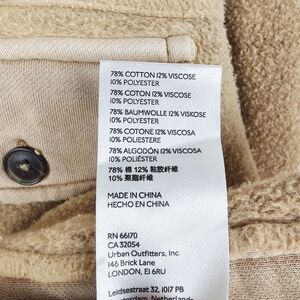 78% COTTON 12% VISCOSE
10% POLYESTER
78% COTON 12% VISCOSE
10% POLYESTER
78% BAUMWOLLE 12% VISKOSE
10% POLYESTER
78% COTONE 12% VISCOSA
10% POLIESTERE
78% ALGODÓN 12% VISCOSA
10% POLIÉSTER
78% 棉 12% 粘胶纤维
10% 聚酯纤维
MADE IN CHINA
HECHO EN CHINA
RN 66170
CA 32054
Urban Outfitters, Inc.
146 Brick Lane
LONDON, E1 6RU
Leidsestraat 32, 1017 PB
Amsterdam, Netherlands